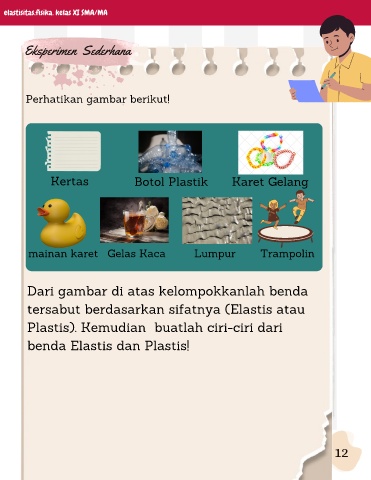 elastisitas.fisika. kelas XI SMA/MA
Eksperimen Sederhana
Perhatikan gambar berikut!
Kertas Botol Plastik Karet Gelang
mainan karet Gelas Kaca Lumpur Trampolin
Dari gambar di atas kelompokkanlah benda
tersabut berdasarkan sifatnya (Elastis atau
Plastis). Kemudian buatlah ciri-ciri dari
benda Elastis dan Plastis!
12